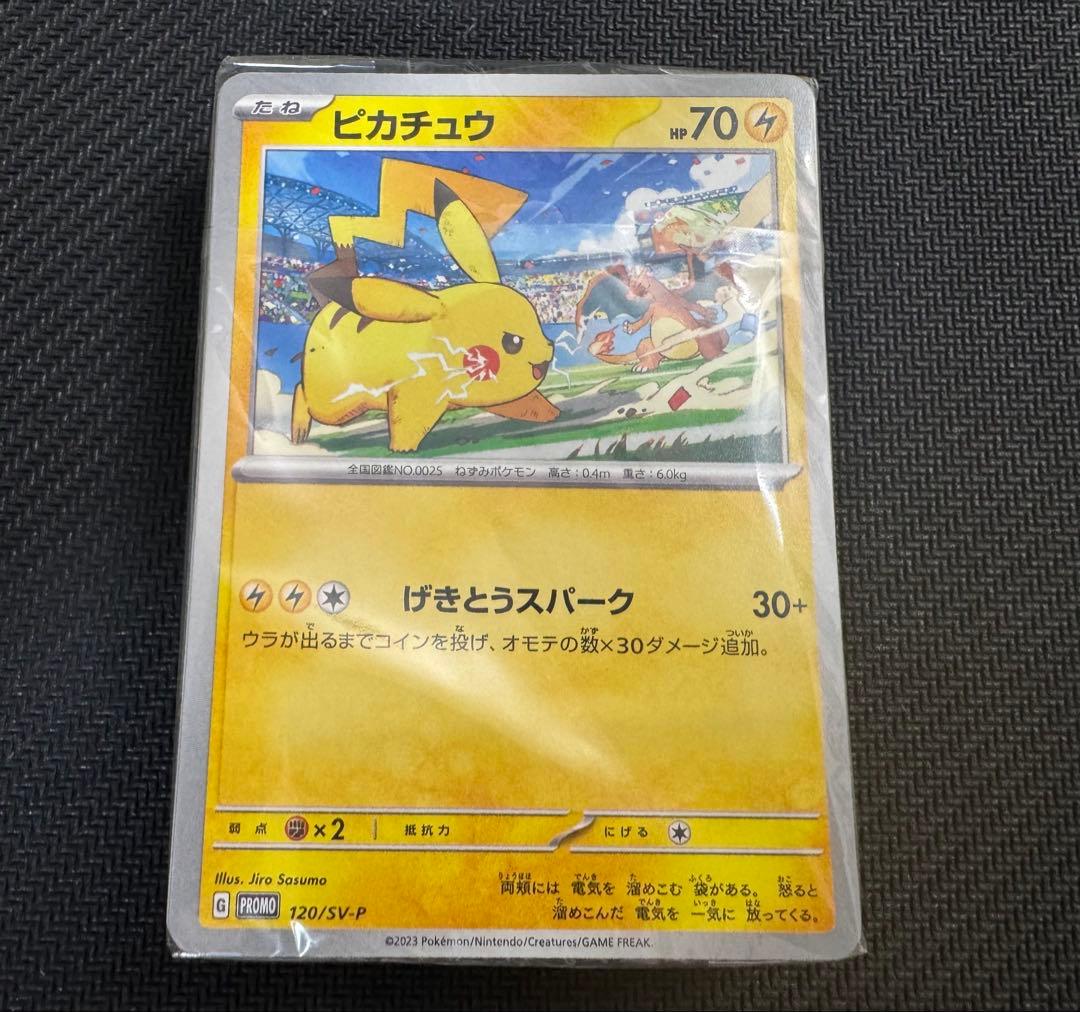 たね ピカチュウ HP 70
全国図鑑NO.0025 ねずみポケモン 高さ:0.4m 重さ:6.0kg
げきとうスパーク 30+
ウラが出るまでコインを投げ、オモテの数×30ダメージ追加。
弱点 ×2 抵抗力 にげる
Illus. Jiro Sasumo
両頬には 電気を 溜めこむ 袋がある。 怒ると
溜めこんだ 電気を 一気に 放ってくる。
G PROMO 120/SV-P
©2023 Pokémon/Nintendo/Creatures/GAME FREAK.